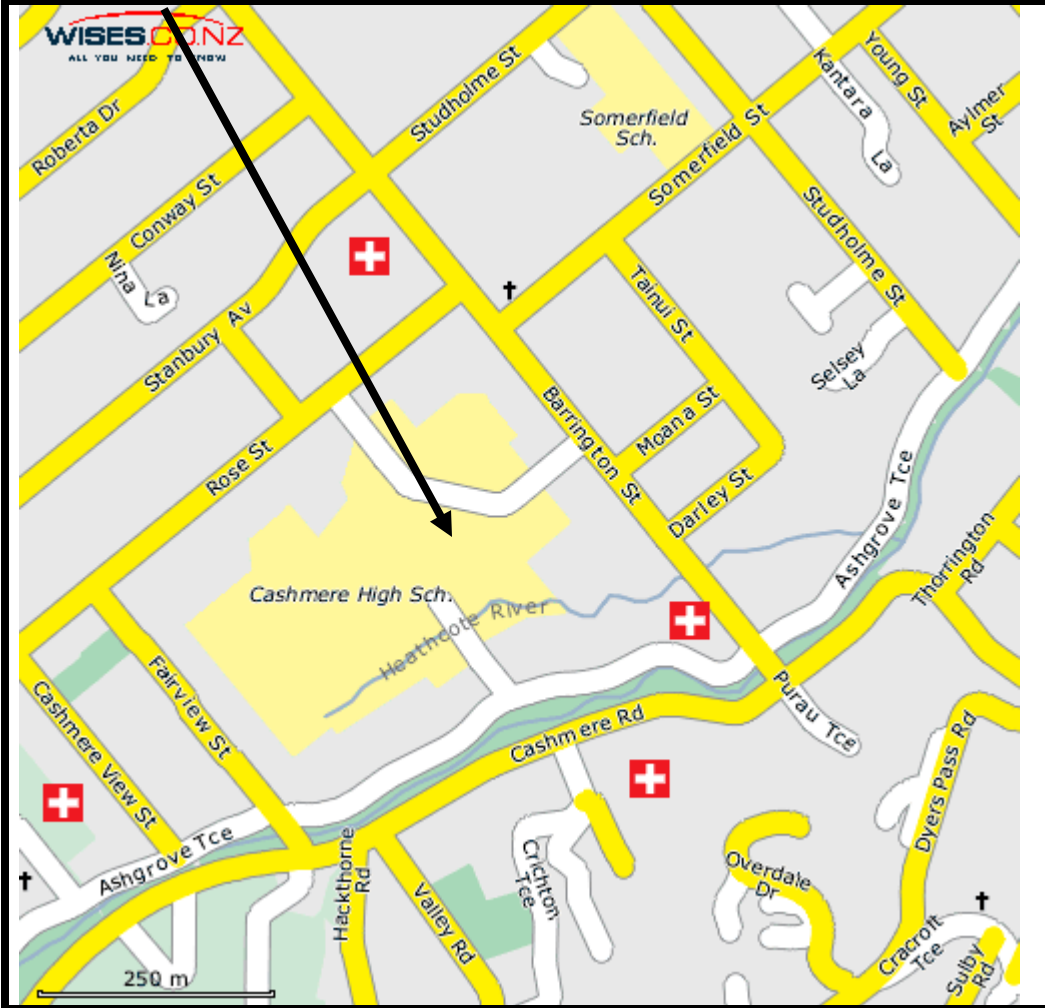 WISES.CO.NZ
ALL YOU NEED TO KNOW
Roberta Dr
Studholme St
Kantara
La
Young St
Aylmer
St
Somerfield
Sch.
Somerfield St
Conway St
Nina La
Studholme St
Stanbury Av
Tainui St
Selsey
La
Barrington St
Moana St
Rose St
Darley St
Ashgrove Tce
Thorrington
Rd
Cashmere High Sch.
Heathcote River
Fairview St
Cashmere View St
Purau Tce
Cashmere Rd
Dyers Pass Rd
Ashgrove Tce
Hackthorne
Rd
Valley Rd
Crichton
Tce
Overdale
Dr
Cracroft
Tce
Sulby
Rd
250 m